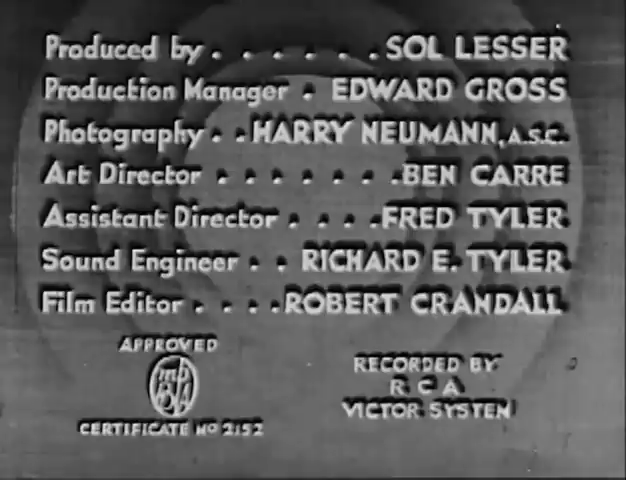 Produced by . . . . . . SOL LESSER
Production Manager . EDWARD GROSS
Photography . . HARRY NEUMANN, A.S.C.
Art Director . . . . . . . BEN CARRE
Assistant Director . . . . FRED TYLER
Sound Engineer . . RICHARD E. TYLER
Film Editor . . . . ROBERT CRANDALL
APPROVED
CERTIFICATE NO 2152
RECORDED BY
R C A
VICTOR SYSTEM